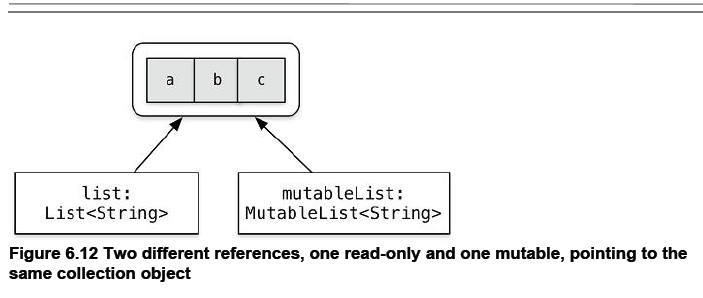 a b c
list: mutableList:
List<String> MutableList<String>
Figure 6.12 Two different references, one read-only and one mutable, pointing to the
same collection object